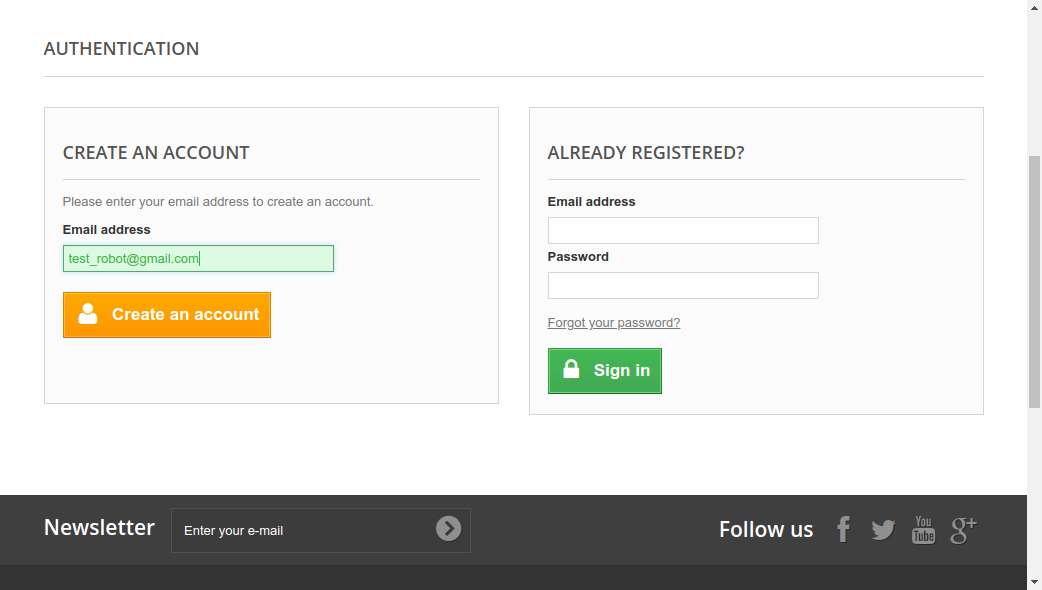 AUTHENTICATION
CREATE AN ACCOUNT
Please enter your email address to create an account.
Email address
test_robot@gmail.com
Create an account
ALREADY REGISTERED?
Email address
Password
Forgot your password?
Sign in
Newsletter
Enter your e-mail
Follow us
f
You
Tube
g+